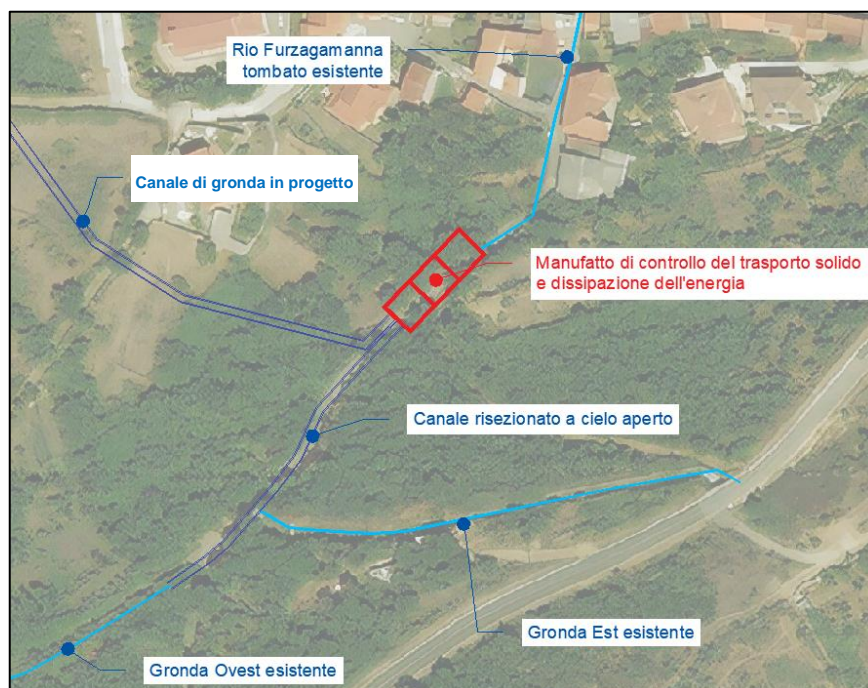 Rio Furzagamanna
tombato esistente
Canale di gronda in progetto
Manufatto di controllo del trasporto solido
e dissipazione dell'energia
Canale risezionato a cielo aperto
Gronda Est esistente
Gronda Ovest esistente